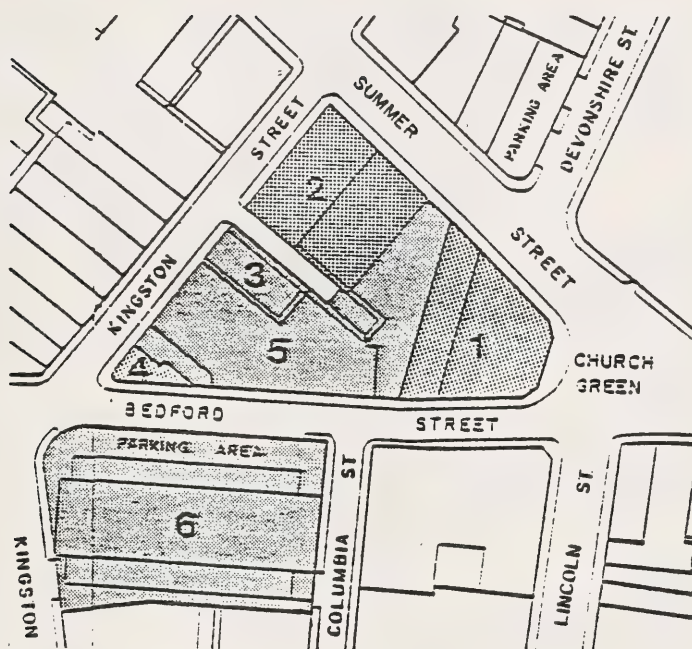 SUMMER
STREET
PARKING AREA
DEVONSHIRE ST.
STREET
KINGSTON
2
3
5
4
1
CHURCH
GREEN
BEDFORD
STREET
PARKING AREA
6
KINGSTON
COLUMBIA
ST
LINCOLN
ST.